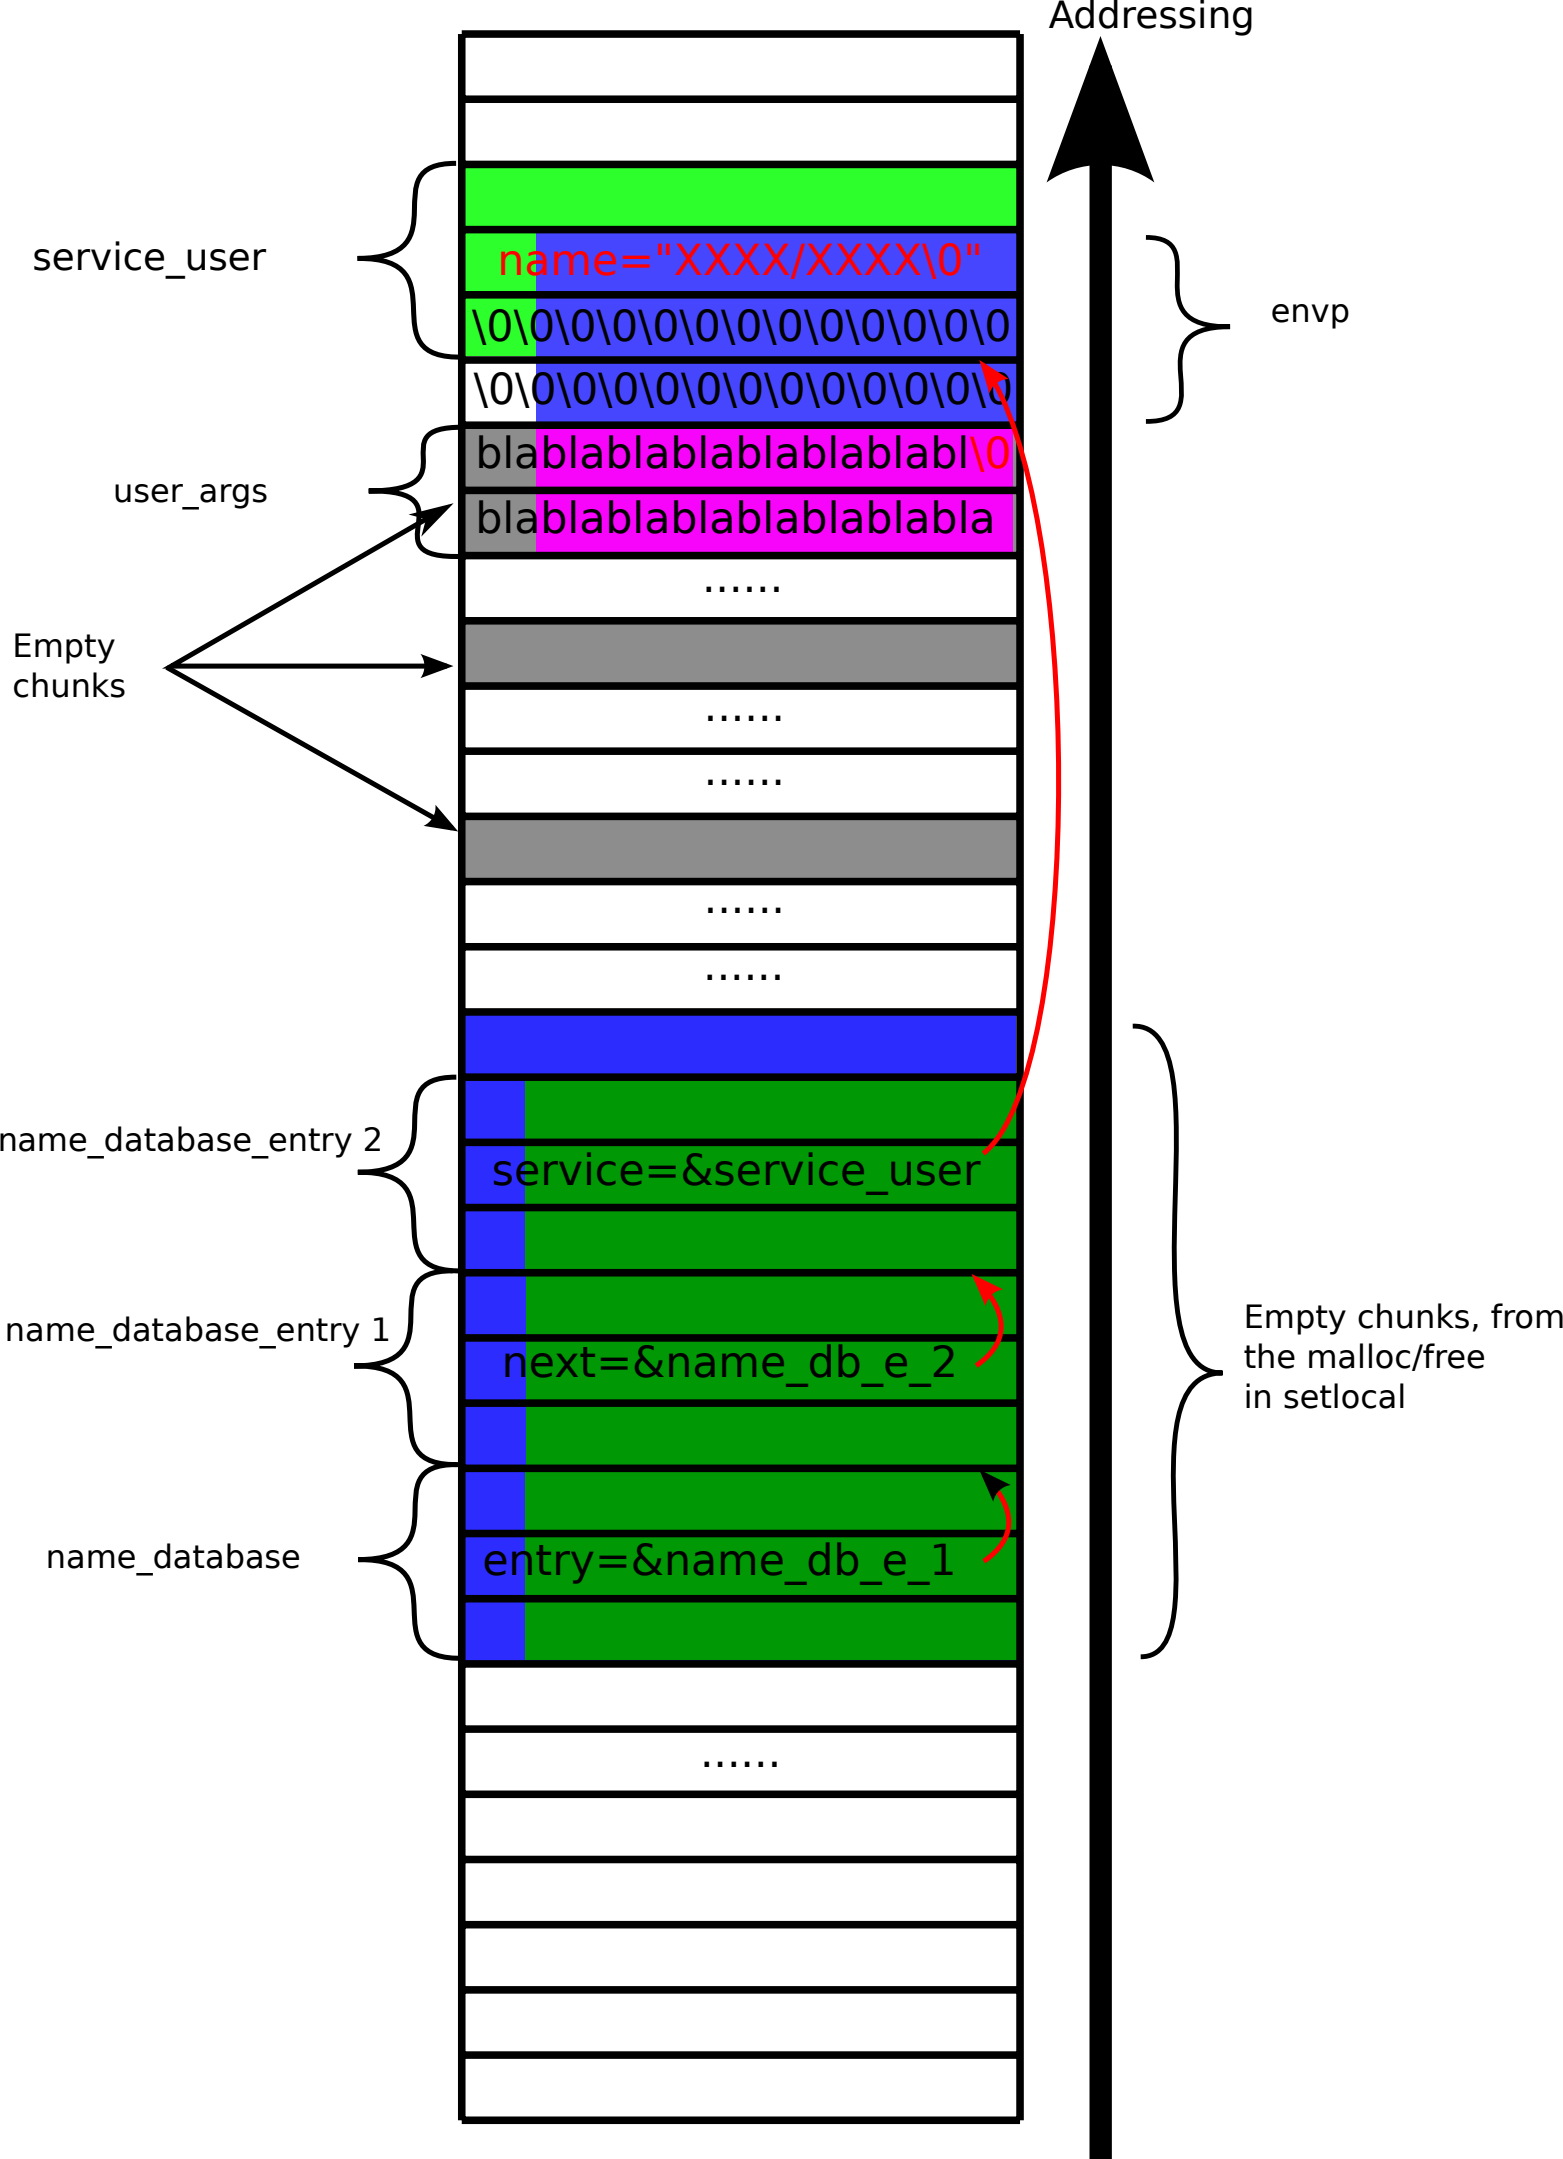 Addressing
service_user
name="XXXX/XXXX\0"
\0\0\0\0\0\0\0\0\0\0\0\0\0
envp
\0\0\0\0\0\0\0\0\0\0\0\0\0
blablablablablablablabl\0
user_args
blablablablablablablabla
......
Empty
chunks
......
......
......
......
name_database_entry 2
service=&service_user
name_database_entry 1
next=&name_db_e_2
Empty chunks, from
the malloc/free
in setlocal
name_database
entry=&name_db_e_1
......